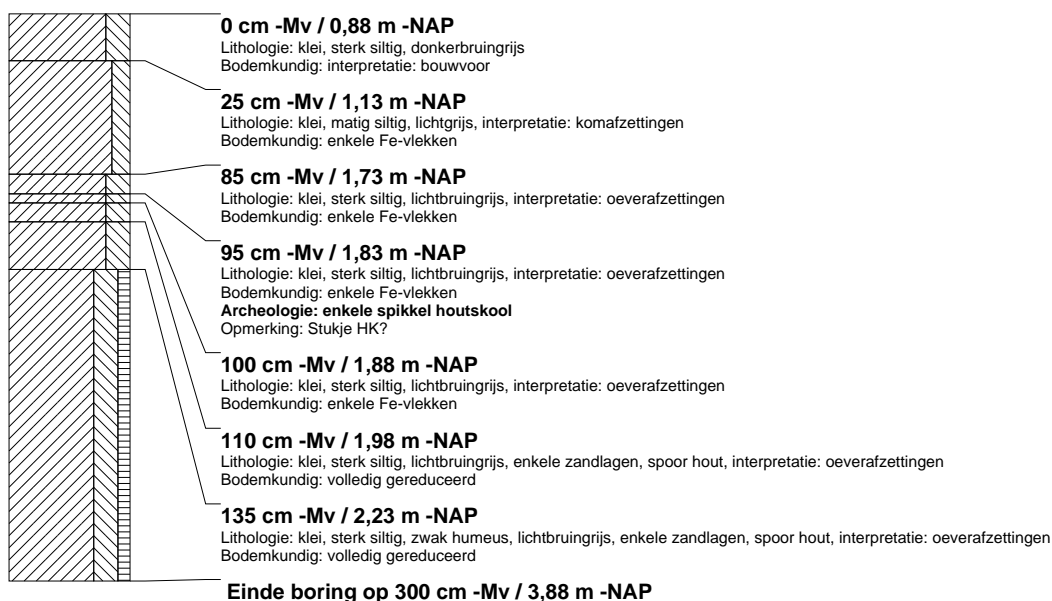 0 cm -Mv / 0,88 m -NAP
Lithologie: klei, sterk siltig, donkerbruingrijs
Bodemkundig: interpretatie: bouwvoor
25 cm -Mv / 1,13 m -NAP
Lithologie: klei, matig siltig, lichtgrijs, interpretatie: komafzettingen
Bodemkundig: enkele Fe-vlekken
85 cm -Mv / 1,73 m -NAP
Lithologie: klei, sterk siltig, lichtbruingrijs, interpretatie: oeverafzettingen
Bodemkundig: enkele Fe-vlekken
95 cm -Mv / 1,83 m -NAP
Lithologie: klei, sterk siltig, lichtbruingrijs, interpretatie: oeverafzettingen
Bodemkundig: enkele Fe-vlekken
Archeologie: enkele spikkel houtskool
Opmerking: Stukje HK?
100 cm -Mv / 1,88 m -NAP
Lithologie: klei, sterk siltig, lichtbruingrijs, interpretatie: oeverafzettingen
Bodemkundig: enkele Fe-vlekken
110 cm -Mv / 1,98 m -NAP
Lithologie: klei, sterk siltig, lichtbruingrijs, enkele zandlagen, spoor hout, interpretatie: oeverafzettingen
Bodemkundig: volledig gereduceerd
135 cm -Mv / 2,23 m -NAP
Lithologie: klei, sterk siltig, zwak humeus, lichtbruingrijs, enkele zandlagen, spoor hout, interpretatie: oeverafzettingen
Bodemkundig: volledig gereduceerd
Einde boring op 300 cm -Mv / 3,88 m -NAP